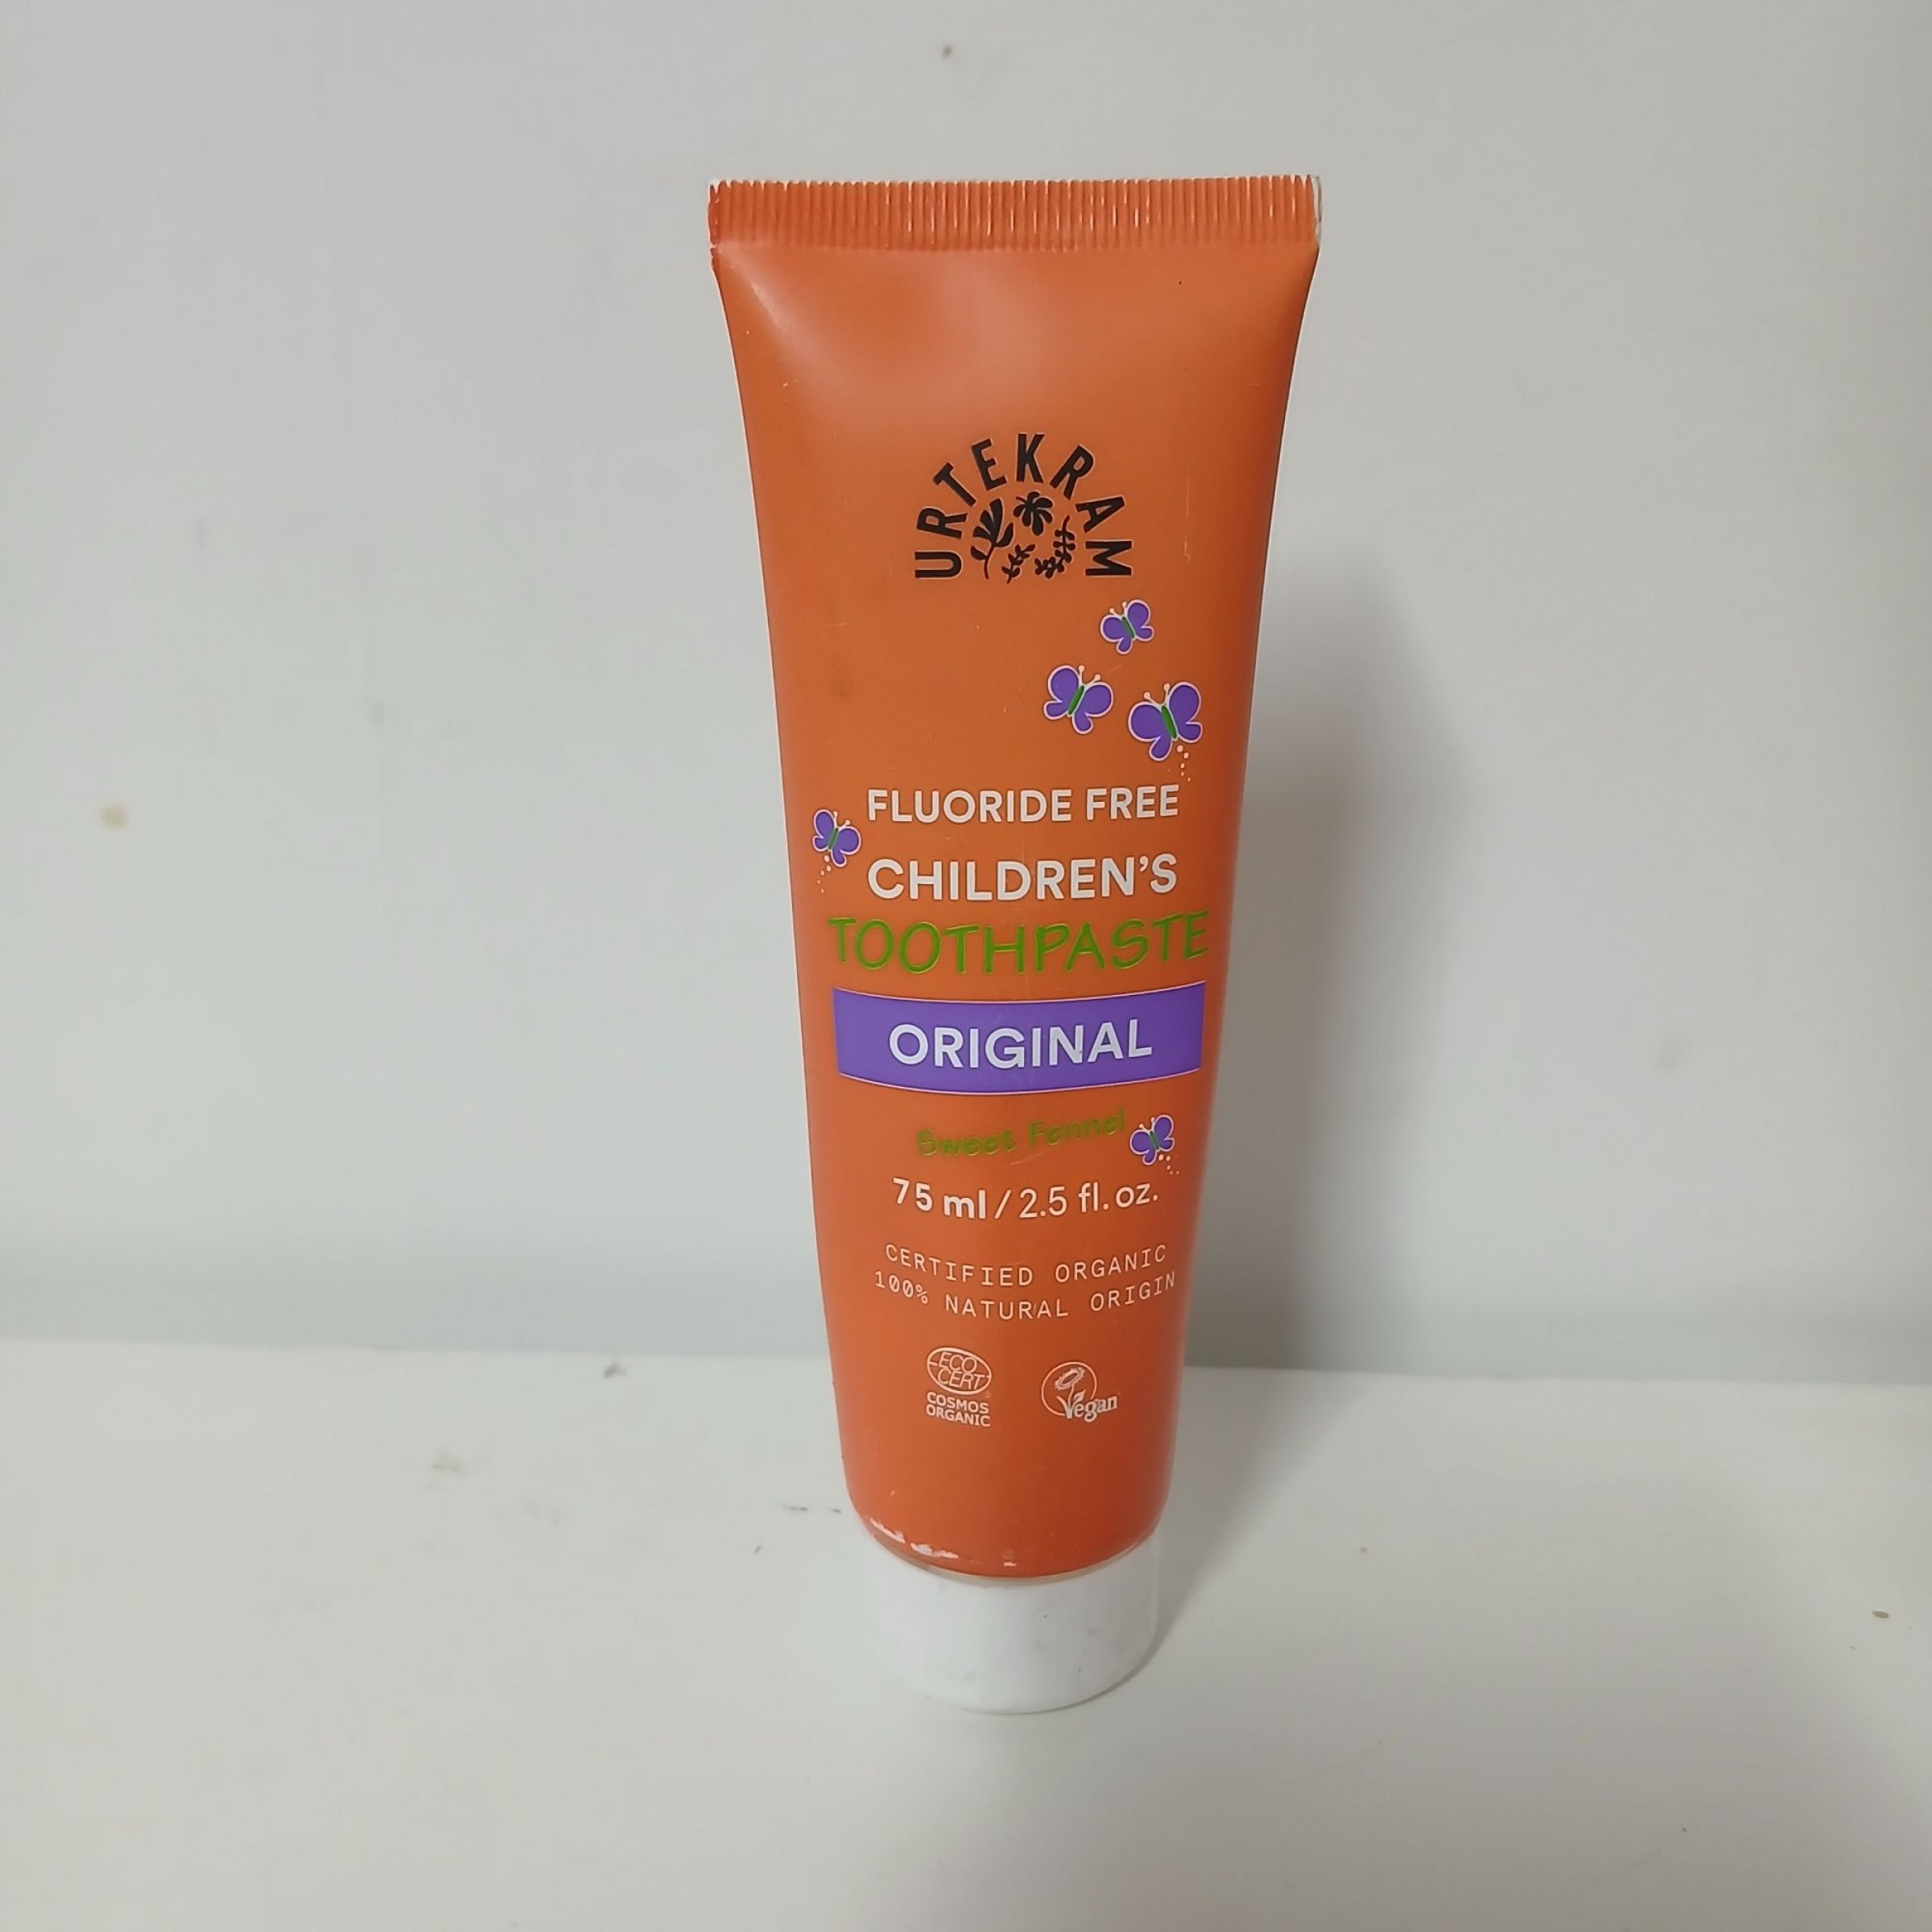 URTEKRAM
FLUORIDE FREE
CHILDREN'S
TOOTHPASTE
ORIGINAL
Sweet Fennel
75 ml / 2.5 fl. oz.
CERTIFIED ORGANIC
100% NATURAL ORIGIN
ECO
CERT
COSMOS
ORGANIC
Vegan